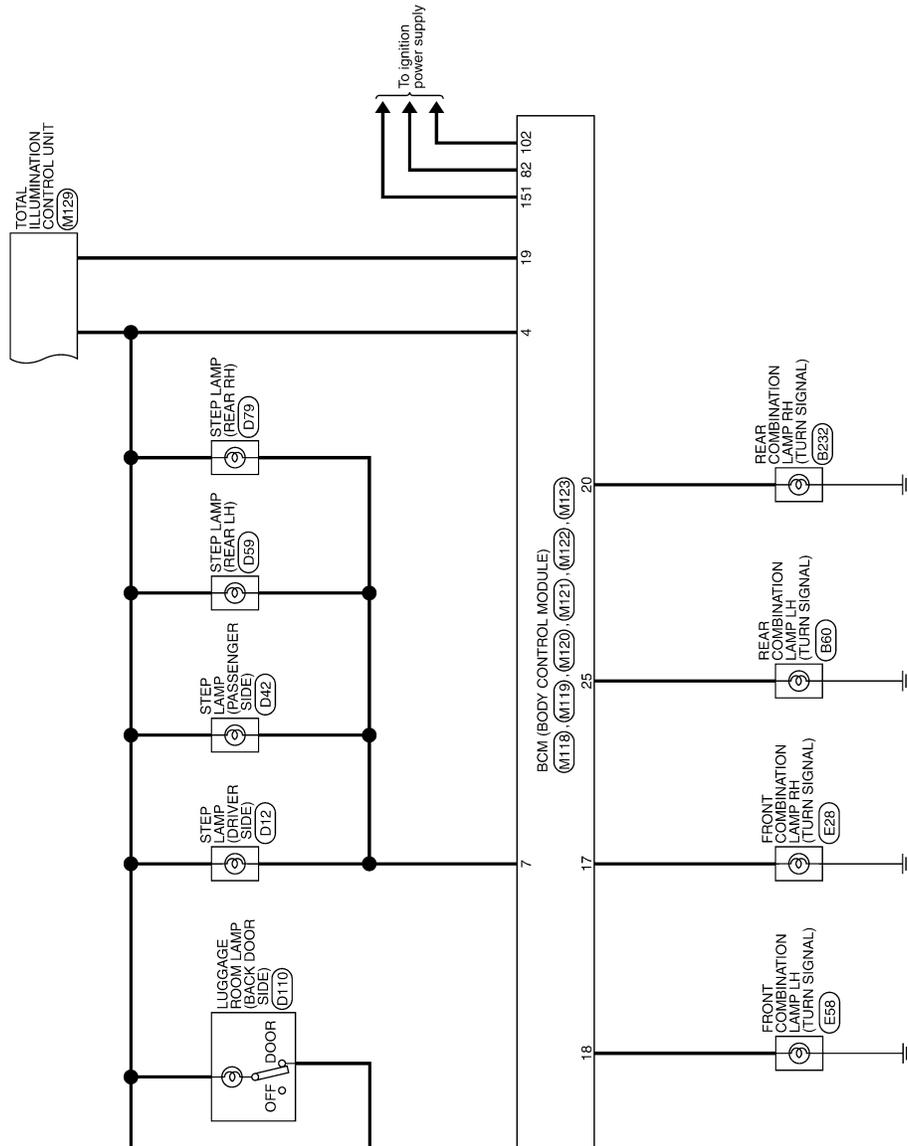 TOTAL
ILLUMINATION
CONTROL UNIT
M129
To ignition
power supply
LUGGAGE
ROOM LAMP
(BACK DOOR
SIDE)
D110
OFF
DOOR
STEP
LAMP
(DRIVER
SIDE)
D12
STEP
LAMP
(PASSENGER
SIDE)
D42
STEP LAMP
(REAR LH)
D59
STEP LAMP
(REAR RH)
D79
7
4
19
151
82
102
BCM (BODY CONTROL MODULE)
M118 , M119 , M120 , M121 , M122 , M123
18
17
25
20
FRONT
COMBINATION
LAMP LH
(TURN SIGNAL)
E58
FRONT
COMBINATION
LAMP RH
(TURN SIGNAL)
E28
REAR
COMBINATION
LAMP LH
(TURN SIGNAL)
B60
REAR
COMBINATION
LAMP RH
(TURN SIGNAL)
B232